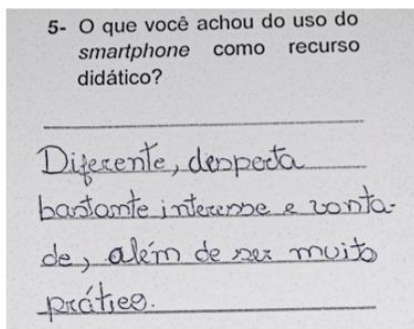 5- O que você achou do uso do
smartphone como recurso
didático?
Diferente, desperta
bastante interesse e vonta-
de, além de ser muito
prático.